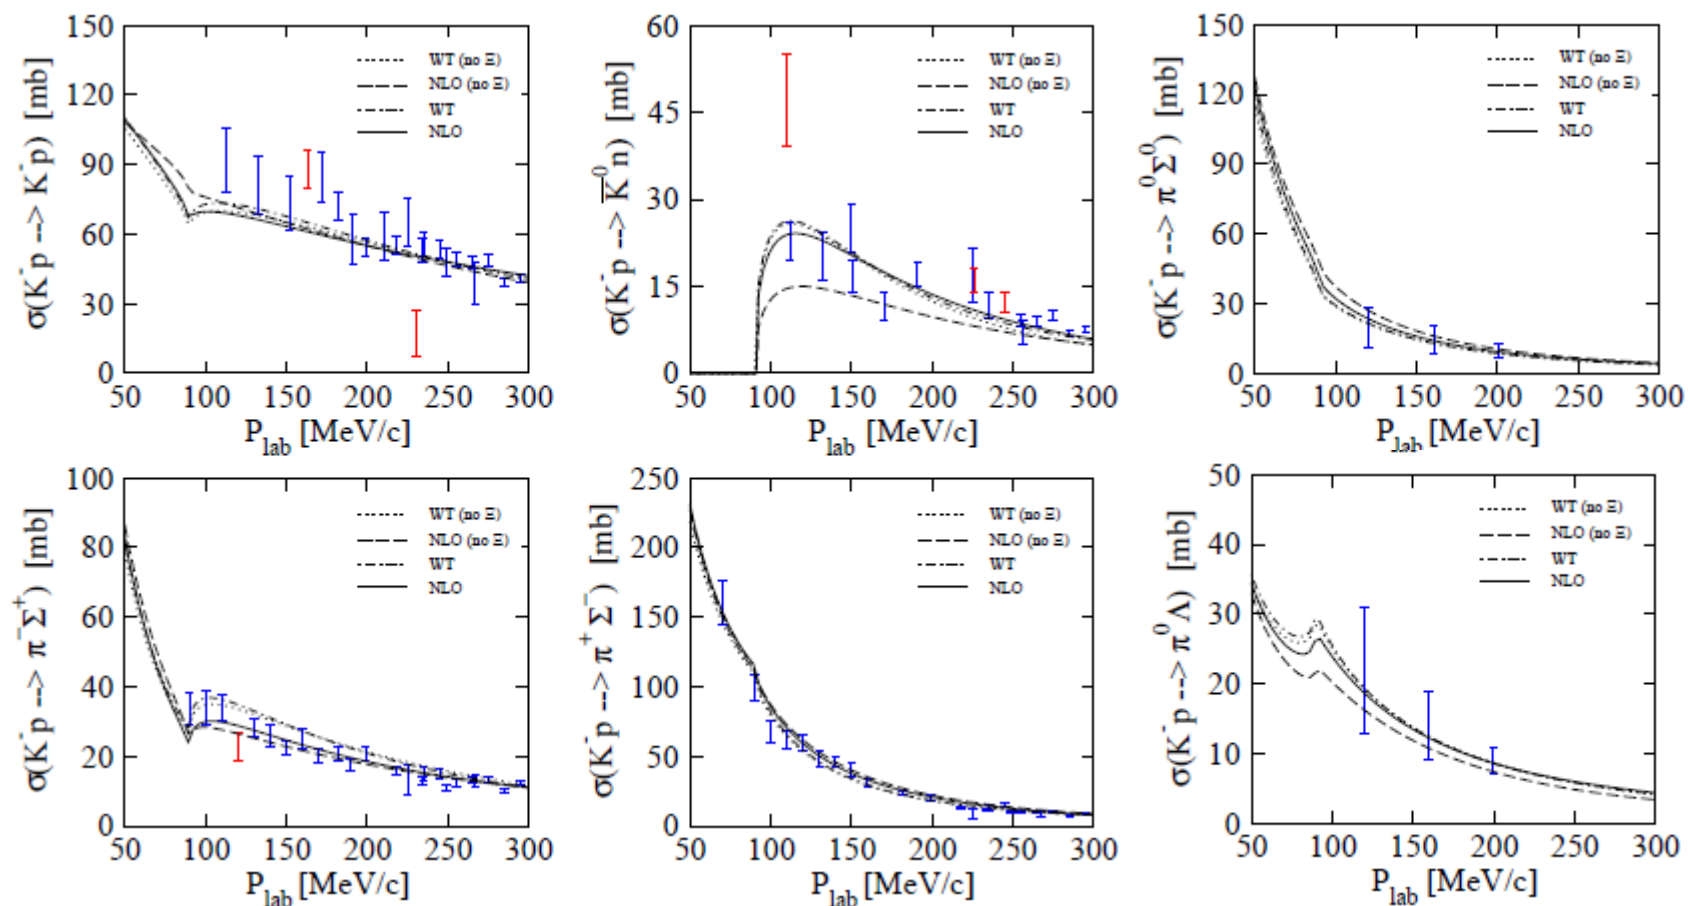 σ(K⁻p --> K⁻p) [mb]
150
120
90
60
30
0
WT (no Ξ)
NLO (no Ξ)
WT
NLO
50 100 150 200 250 300
P_lab [MeV/c]
σ(K⁻p --> K̄⁰n) [mb]
60
45
30
15
0
WT (no Ξ)
NLO (no Ξ)
WT
NLO
50 100 150 200 250 300
P_lab [MeV/c]
σ(K⁻p --> π⁰Σ⁰) [mb]
150
120
90
60
30
0
WT (no Ξ)
NLO (no Ξ)
WT
NLO
50 100 150 200 250 300
P_lab [MeV/c]
σ(K⁻p --> π⁻Σ⁺) [mb]
100
80
60
40
20
0
WT (no Ξ)
NLO (no Ξ)
WT
NLO
50 100 150 200 250 300
P_lab [MeV/c]
σ(K⁻p --> π⁺Σ⁻) [mb]
250
200
150
100
50
0
WT (no Ξ)
NLO (no Ξ)
WT
NLO
50 100 150 200 250 300
P_lab [MeV/c]
σ(K⁻p --> π⁰Λ) [mb]
50
40
30
20
10
0
WT (no Ξ)
NLO (no Ξ)
WT
NLO
50 100 150 200 250 300
P_lab [MeV/c]